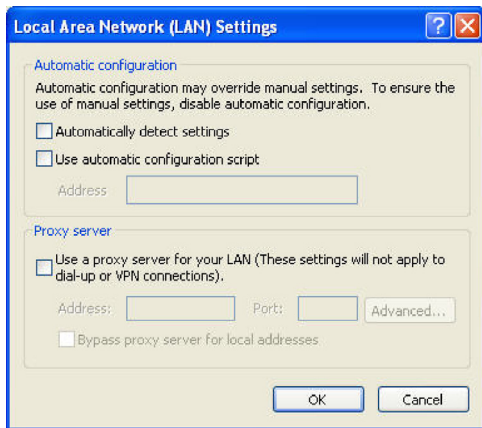 Local Area Network (LAN) Settings
?
Automatic configuration
Automatic configuration may override manual settings. To ensure the
use of manual settings, disable automatic configuration.
Automatically detect settings
Use automatic configuration script
Address
Proxy server
Use a proxy server for your LAN (These settings will not apply to
dial-up or VPN connections).
Address: Port: Advanced...
Bypass proxy server for local addresses
OK Cancel